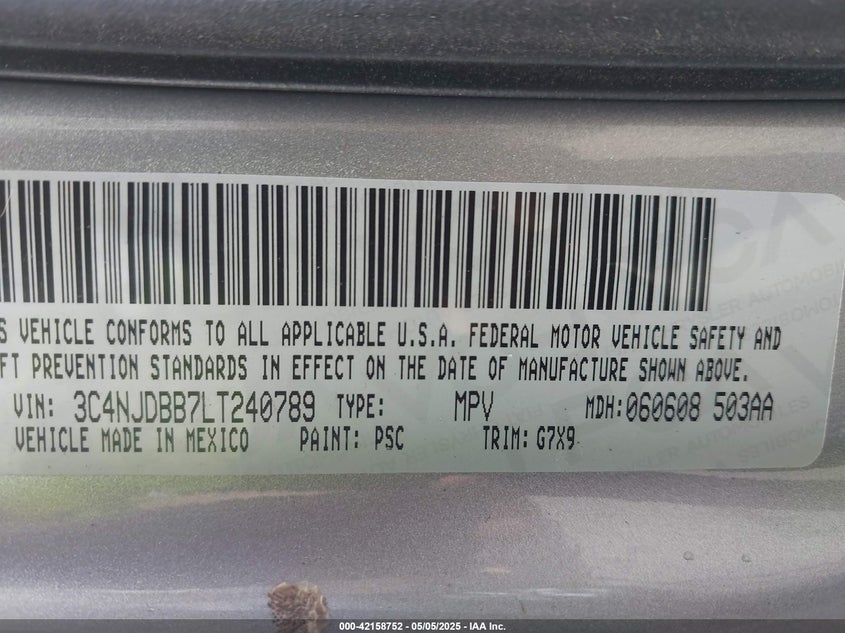 S VEHICLE CONFORMS TO ALL APPLICABLE U.S.A. FEDERAL MOTOR VEHICLE SAFETY AND
FT PREVENTION STANDARDS IN EFFECT ON THE DATE OF MANUFACTURE SHOWN ABOVE.
VIN: 3C4NJDBB7LT240789 TYPE: MPV MDH:060608 503AA
VEHICLE MADE IN MEXICO PAINT: PSC TRIM: G7X9
000-42158752 - 05/05/2025 - IAA Inc.